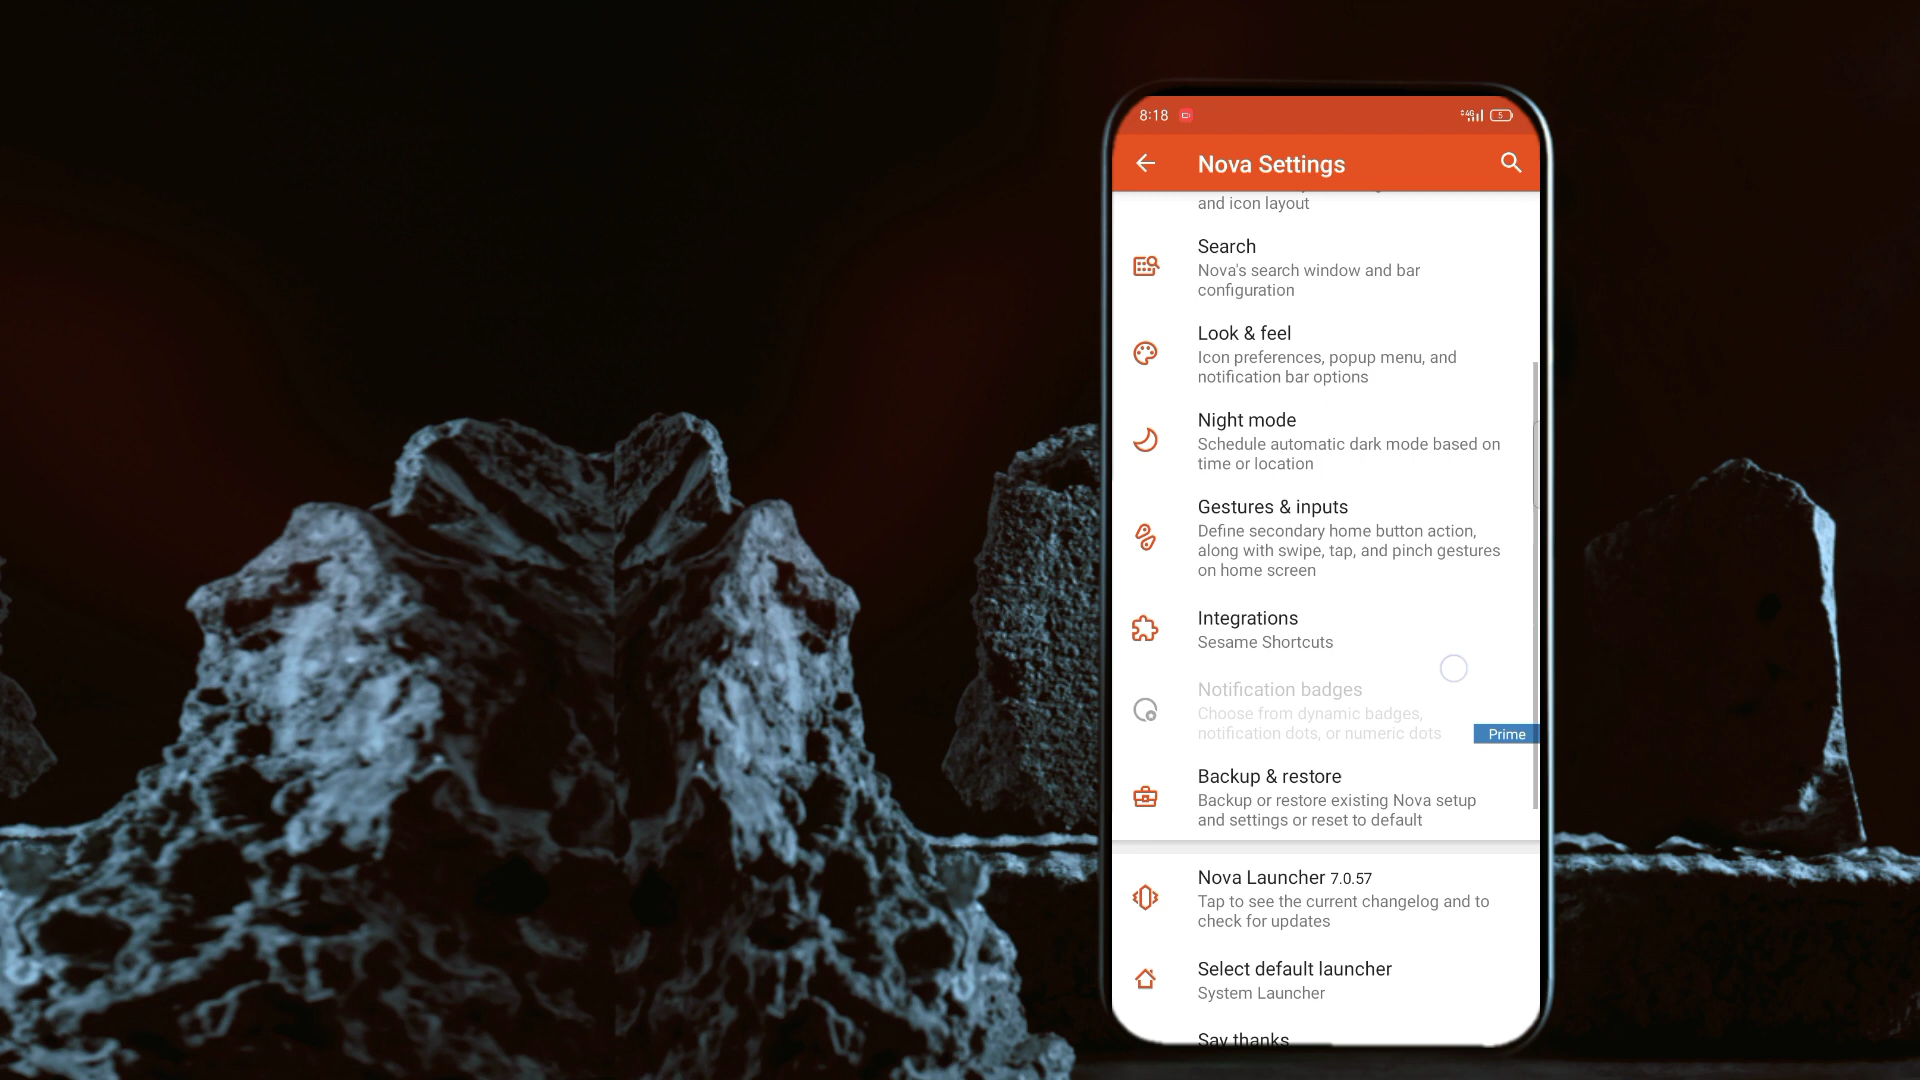 8:18
4G
5
Nova Settings
and icon layout
Search
Nova's search window and bar
configuration
Look & feel
Icon preferences, popup menu, and
notification bar options
Night mode
Schedule automatic dark mode based on
time or location
Gestures & inputs
Define secondary home button action,
along with swipe, tap, and pinch gestures
on home screen
Integrations
Sesame Shortcuts
Notification badges
Choose from dynamic badges,
notification dots, or numeric dots
Prime
Backup & restore
Backup or restore existing Nova setup
and settings or reset to default
Nova Launcher 7.0.57
Tap to see the current changelog and to
check for updates
Select default launcher
System Launcher
Say thanks